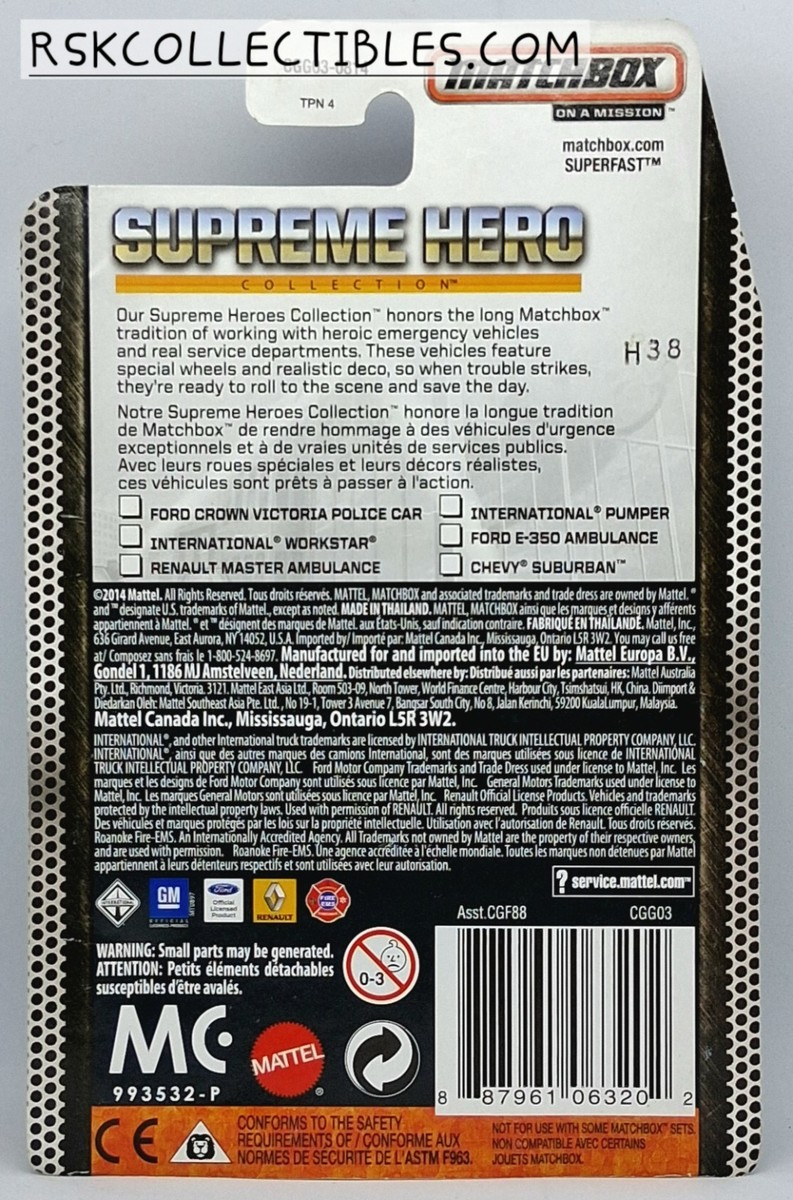 RSKCOLLECTIBLES.COM
CGG03-0814
TPN 4
MATCHBOX
ON A MISSION™
matchbox.com
SUPERFAST™
SUPREME HERO
COLLECTION™
Our Supreme Heroes Collection™ honors the long Matchbox™
tradition of working with heroic emergency vehicles
and real service departments. These vehicles feature
special wheels and realistic deco, so when trouble strikes,
they're ready to roll to the scene and save the day.
H38
Notre Supreme Heroes Collection™ honore la longue tradition
de Matchbox™ de rendre hommage à des véhicules d'urgence
exceptionnels et à de vraies unités de services publics.
Avec leurs roues spéciales et leurs décors réalistes,
ces véhicules sont prêts à passer à l'action.
FORD CROWN VICTORIA POLICE CAR
INTERNATIONAL® WORKSTAR®
RENAULT MASTER AMBULANCE
INTERNATIONAL® PUMPER
FORD E-350 AMBULANCE
CHEVY® SUBURBAN™
©2014 Mattel. All Rights Reserved. Tous droits réservés. MATTEL, MATCHBOX and associated trademarks and trade dress are owned by Mattel. ®
and ™ designate U.S. trademarks of Mattel., except as noted. MADE IN THAILAND. MATTEL, MATCHBOX ainsi que les marques et designs y afférents
appartiennent à Mattel. ® et ™ désignent des marques de Mattel. aux États-Unis, sauf indication contraire. FABRIQUÉ EN THAÏLANDE. Mattel, Inc.,
636 Girard Avenue, East Aurora, NY 14052, U.S.A. Imported by/ Importé par: Mattel Canada Inc., Mississauga, Ontario L5R 3W2. You may call us free
at/ Composez sans frais le 1-800-524-8697. Manufactured for and imported into the EU by: Mattel Europa B.V.,
Gondel 1, 1186 MJ Amstelveen, Nederland. Distributed elsewhere by: Distribué aussi par les partenaires: Mattel Australia
Pty. Ltd., Richmond, Victoria. 3121. Mattel East Asia Ltd., Room 503-09, North Tower, World Finance Centre, Harbour City, Tsimshatsui, HK, China. Diimport &
Diedarkan Oleh: Mattel Southeast Asia Pte. Ltd., No 19-1, Tower 3 Avenue 7, Bangsar South City, No 8, Jalan Kerinchi, 59200 Kuala Lumpur, Malaysia.
Mattel Canada Inc., Mississauga, Ontario L5R 3W2.
INTERNATIONAL®, and other International truck trademarks are licensed by INTERNATIONAL TRUCK INTELLECTUAL PROPERTY COMPANY, LLC.
INTERNATIONAL®, ainsi que des autres marques des camions International, sont des marques utilisées sous licence de INTERNATIONAL
TRUCK INTELLECTUAL PROPERTY COMPANY, LLC. Ford Motor Company Trademarks and Trade Dress used under license to Mattel, Inc. Les
marques et les designs de Ford Motor Company sont utilisés sous licence par Mattel, Inc. General Motors Trademarks used under license to
Mattel, Inc. Les marques General Motors sont utilisées sous licence par Mattel, Inc. Renault Official License Products. Vehicles and trademarks
protected by the intellectual property laws. Used with permission of RENAULT. All rights reserved. Produits sous licence officielle RENAULT.
Des véhicules et marques protégés par les lois sur la propriété intellectuelle. Utilisation avec l'autorisation de Renault. Tous droits réservés.
Roanoke Fire-EMS. An Internationally Accredited Agency. All Trademarks not owned by Mattel are the property of their respective owners,
and are used with permission. Roanoke Fire-EMS. Une agence accréditée à l'échelle mondiale. Toutes les marques non détenues par Mattel
appartiennent à leurs détenteurs respectifs et sont utilisées avec leur autorisation.
INTERNATIONAL
GM
OFFICIAL
LICENSED PRODUCT
Ford
Official
Licensed
Product
RENAULT
FIRE
EMS
? service.mattel.com™
Asst.CGF88
CGG03
WARNING: Small parts may be generated.
ATTENTION: Petits éléments détachables
susceptibles d'être avalés.
0-3
MC
993532-P
MATTEL®
8 87961 06320 2
CE
CONFORMS TO THE SAFETY
REQUIREMENTS OF / CONFORME AUX
NORMES DE SÉCURITÉ DE L'ASTM F963.
NOT FOR USE WITH SOME MATCHBOX™ SETS.
NON COMPATIBLE AVEC CERTAINS
JOUETS MATCHBOX.